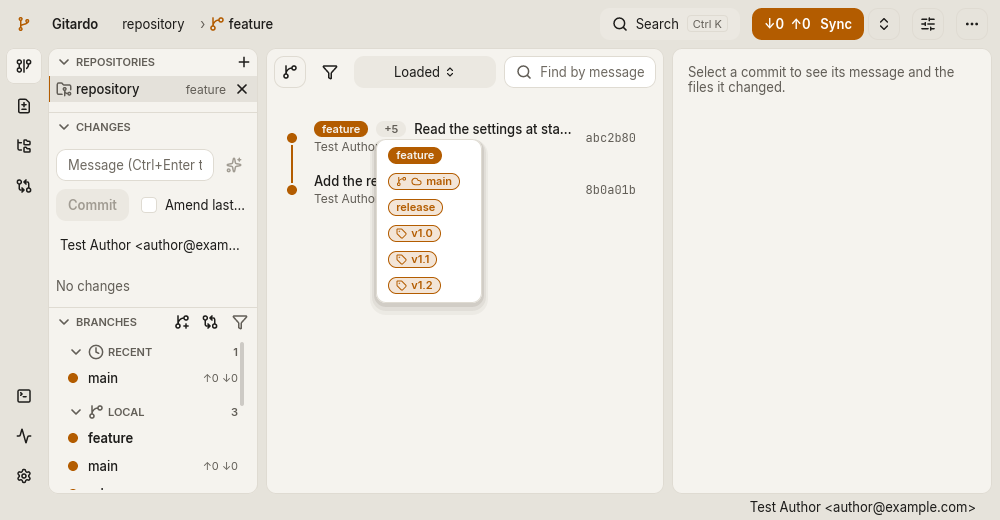 Gitardo repository › feature Search Ctrl K ↓0 ↑0 Sync
REPOSITORIES
repository feature
CHANGES
Message (Ctrl+Enter t
Commit Amend last...
Test Author <author@exam...
No changes
BRANCHES
RECENT 1
main ↑0 ↓0
LOCAL 3
feature
main ↑0 ↓0
Loaded Find by message
feature +5 Read the settings at sta... abc2b80
Test Autho
Add the re 8b0a01b
Test Autho
feature
main
release
v1.0
v1.1
v1.2
Select a commit to see its message and the
files it changed.
Test Author <author@example.com>